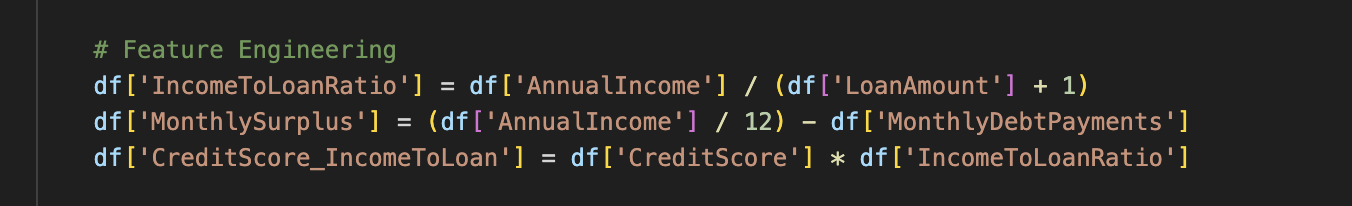 # Feature Engineering
df['IncomeToLoanRatio'] = df['AnnualIncome'] / (df['LoanAmount'] + 1)
df['MonthlySurplus'] = (df['AnnualIncome'] / 12) - df['MonthlyDebtPayments']
df['CreditScore_IncomeToLoan'] = df['CreditScore'] * df['IncomeToLoanRatio']